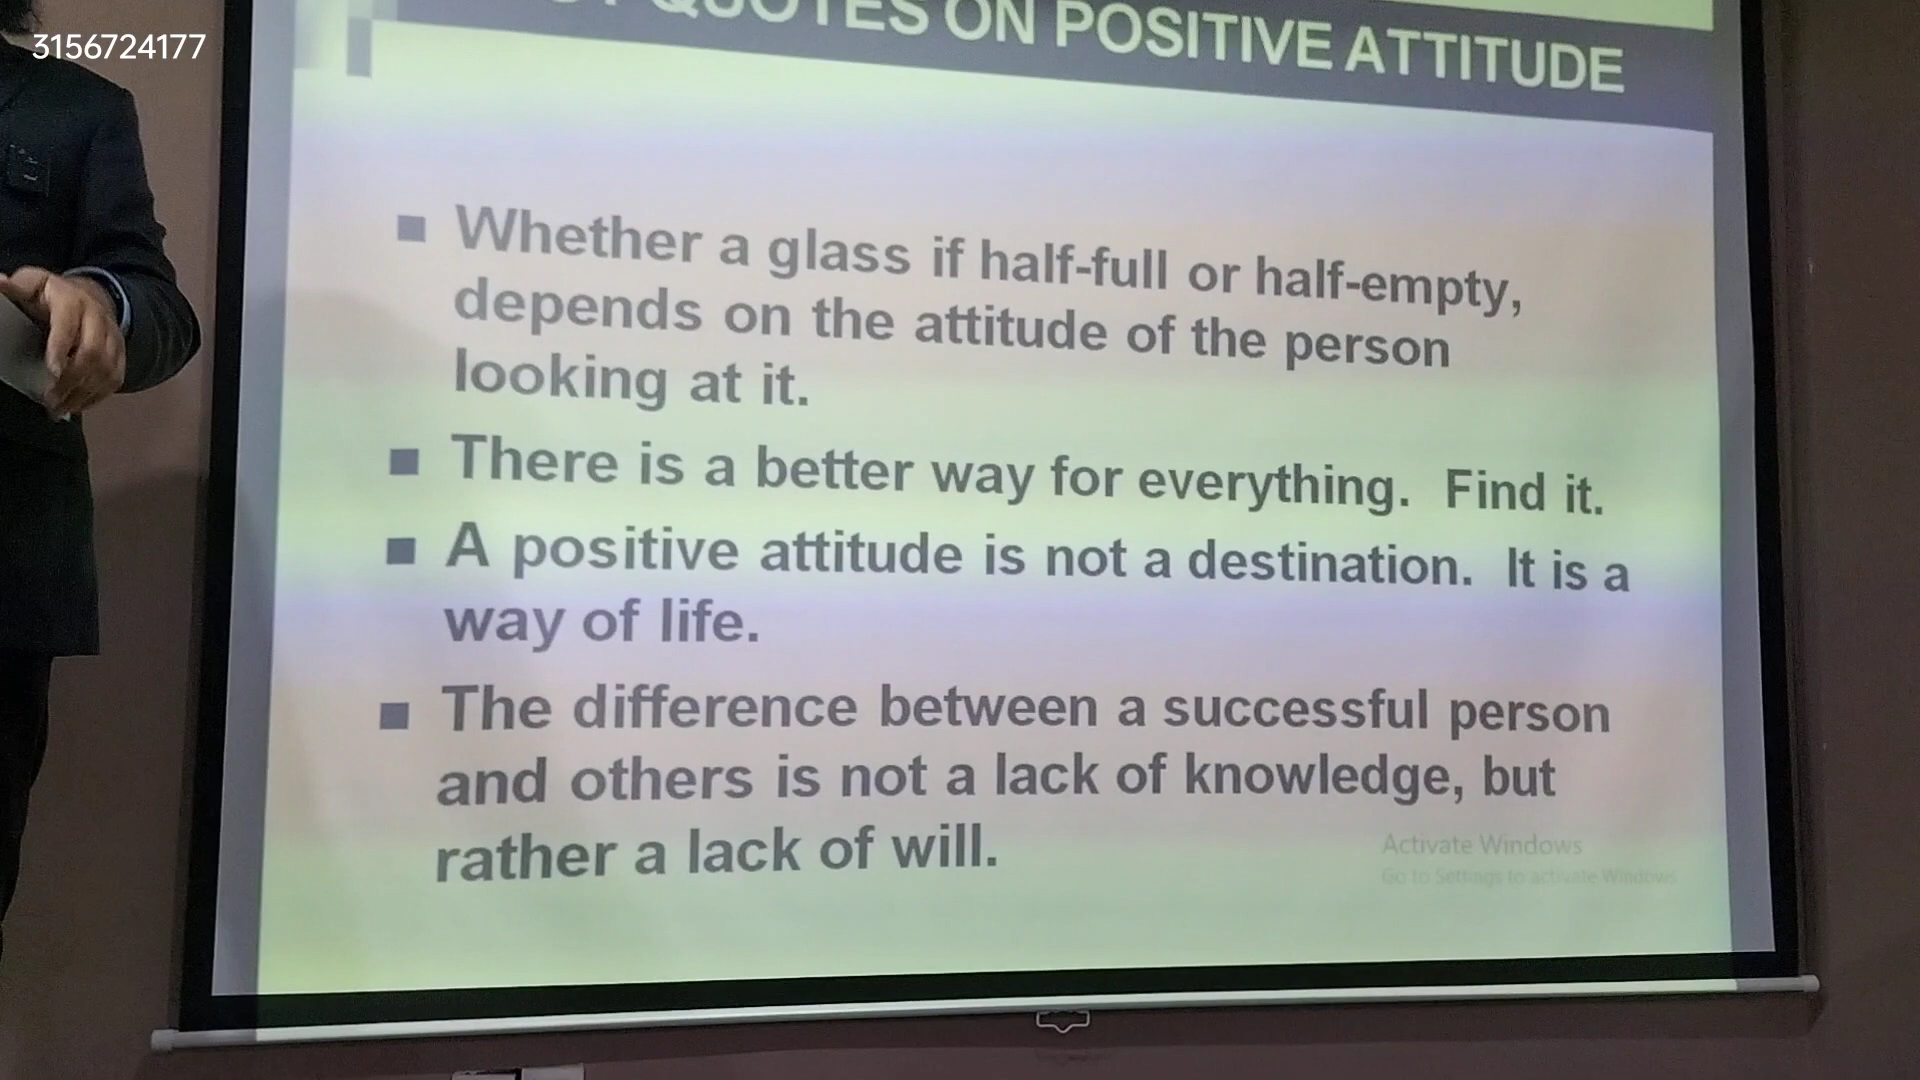 3156724177
QUOTES ON POSITIVE ATTITUDE
■ Whether a glass if half-full or half-empty,
depends on the attitude of the person
looking at it.
■ There is a better way for everything. Find it.
■ A positive attitude is not a destination. It is a
way of life.
■ The difference between a successful person
and others is not a lack of knowledge, but
rather a lack of will.
Activate Windows
Go to Settings to activate Windows.